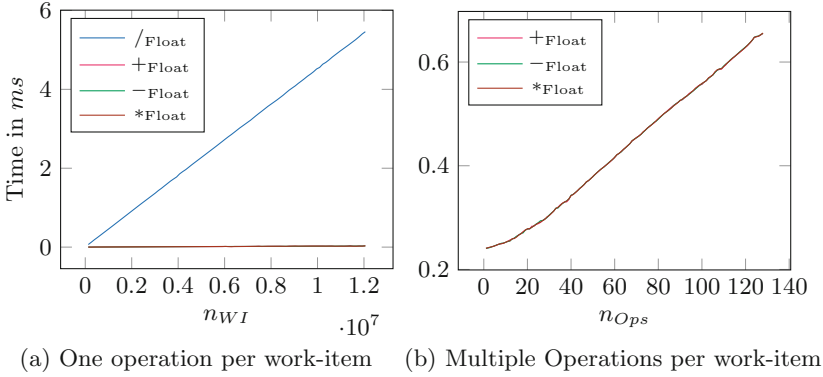 6
4
2
0
Time in ms
/Float
+Float
−Float
*Float
0 0.2 0.4 0.6 0.8 1 1.2
n_WI
·10^7
(a) One operation per work-item
0.6
0.4
0.2
+Float
−Float
*Float
0 20 40 60 80 100 120 140
n_Ops
(b) Multiple Operations per work-item